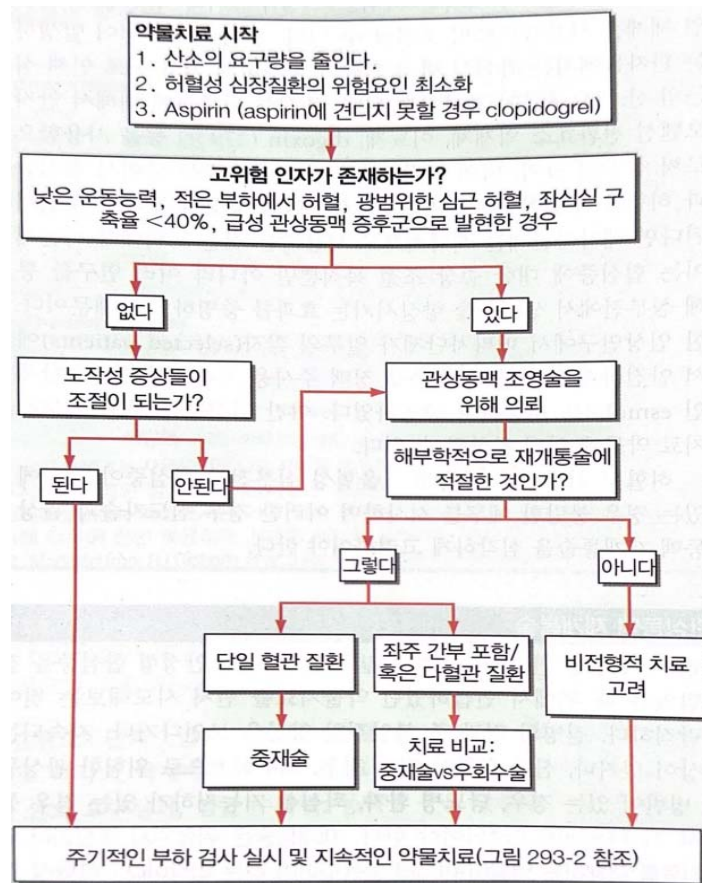 약물치료 시작
1. 산소의 요구량을 줄인다.
2. 허혈성 심장질환의 위험요인 최소화
3. Aspirin (aspirin에 견디지 못할 경우 clopidogrel)
고위험 인자가 존재하는가?
낮은 운동능력, 적은 부하에서 허혈, 광범위한 심근 허혈, 좌심실 구
축율 <40%, 급성 관상동맥 증후군으로 발현한 경우
없다
있다
노작성 증상들이
조절이 되는가?
관상동맥 조영술을
위해 의뢰
된다
안된다
해부학적으로 재개통술에
적절한 것인가?
그렇다
아니다
단일 혈관 질환
좌주 간부 포함/
혹은 다혈관 질환
비전형적 치료
고려
중재술
치료 비교:
중재술vs우회수술
주기적인 부하 검사 실시 및 지속적인 약물치료(그림 293-2 참조)